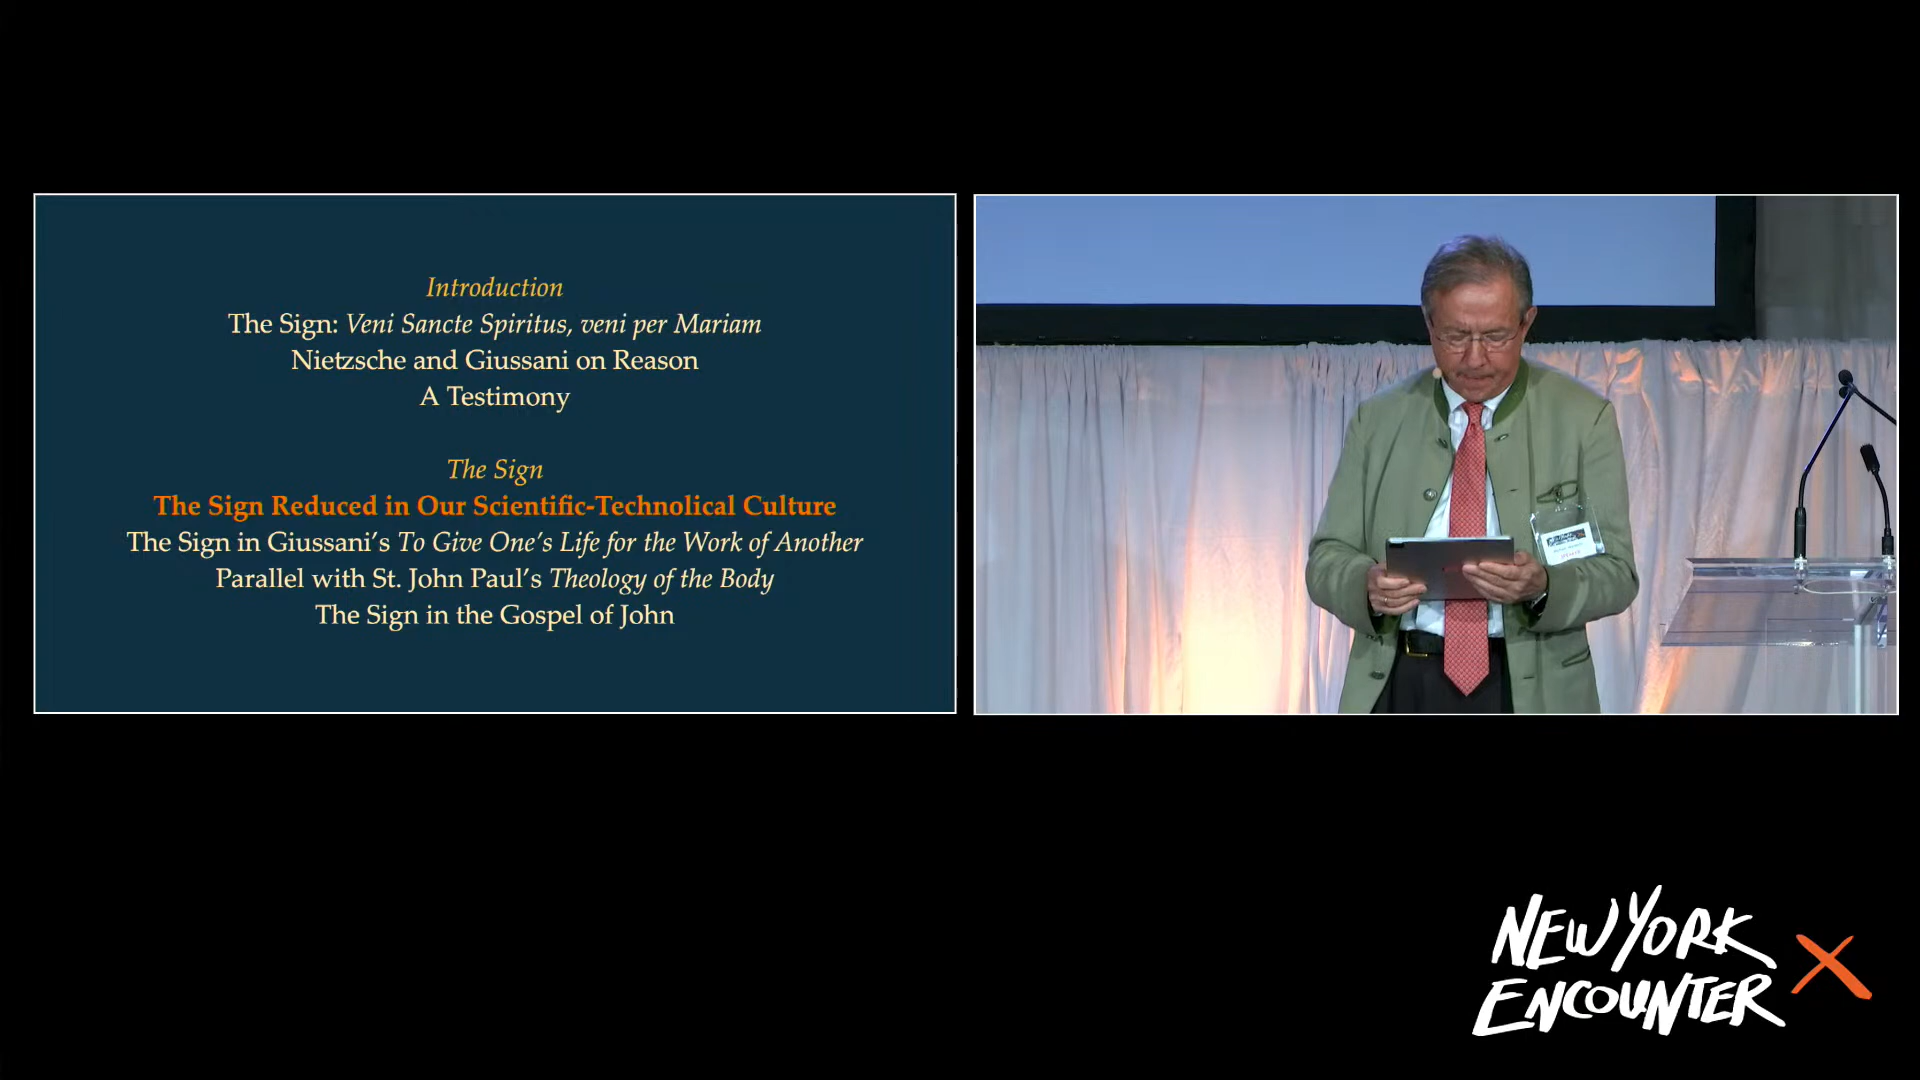 Introduction
The Sign: Veni Sancte Spiritus, veni per Mariam
Nietzsche and Giussani on Reason
A Testimony
The Sign
The Sign Reduced in Our Scientific-Technolical Culture
The Sign in Giussani's To Give One's Life for the Work of Another
Parallel with St. John Paul's Theology of the Body
The Sign in the Gospel of John
NEW YORK
ENCOUNTER